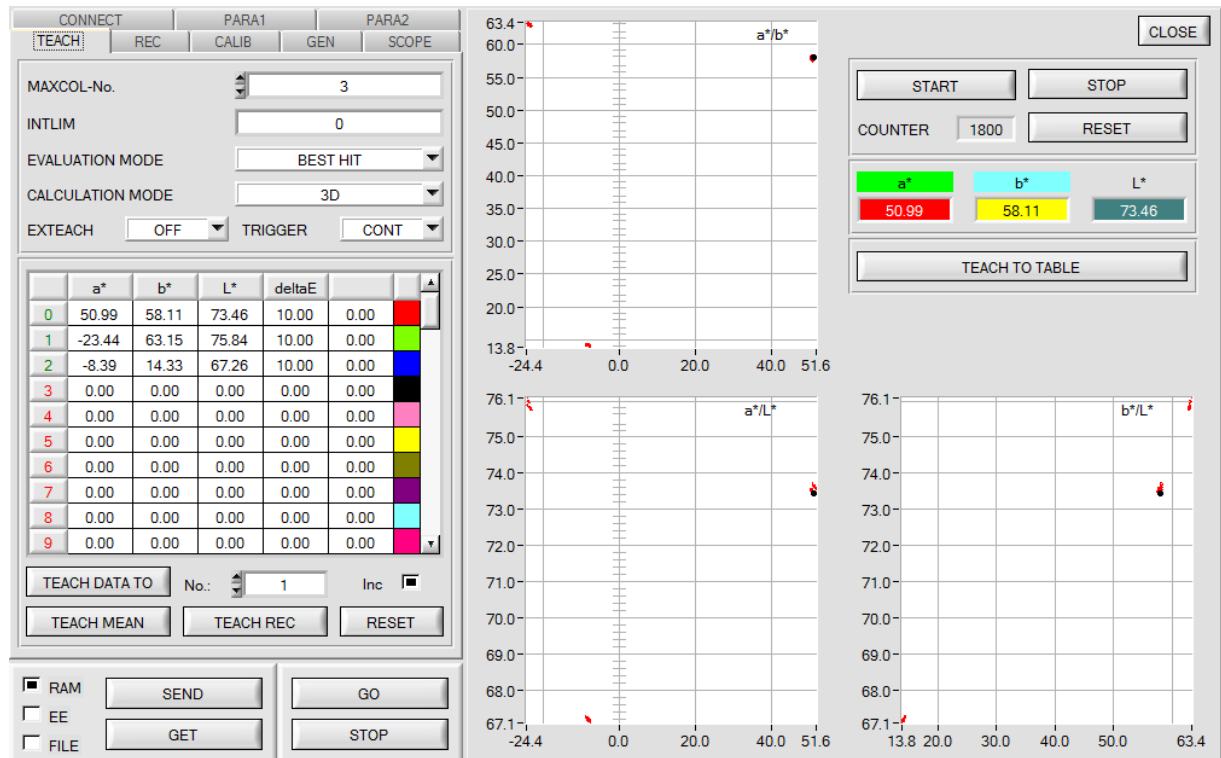 CONNECT PARA1 PARA2
TEACH REC CALIB GEN SCOPE
MAXCOL-No. 3
INTLIM 0
EVALUATION MODE BEST HIT
CALCULATION MODE 3D
EXTEACH OFF TRIGGER CONT
a* b* L* deltaE
0 50.99 58.11 73.46 10.00 0.00
1 -23.44 63.15 75.84 10.00 0.00
2 -8.39 14.33 67.26 10.00 0.00
3 0.00 0.00 0.00 0.00 0.00
4 0.00 0.00 0.00 0.00 0.00
5 0.00 0.00 0.00 0.00 0.00
6 0.00 0.00 0.00 0.00 0.00
7 0.00 0.00 0.00 0.00 0.00
8 0.00 0.00 0.00 0.00 0.00
9 0.00 0.00 0.00 0.00 0.00
TEACH DATA TO No.: 1 Inc
TEACH MEAN TEACH REC RESET
RAM SEND GO
EE
FILE GET STOP
a*/b*
63.4
60.0
55.0
50.0
45.0
40.0
35.0
30.0
25.0
20.0
13.8
-24.4 0.0 20.0 40.0 51.6
a*/L*
76.1
75.0
74.0
73.0
72.0
71.0
70.0
69.0
68.0
67.1
-24.4 0.0 20.0 40.0 51.6
CLOSE
START STOP
COUNTER 1800 RESET
a* b* L*
50.99 58.11 73.46
TEACH TO TABLE
b*/L*
76.1
75.0
74.0
73.0
72.0
71.0
70.0
69.0
68.0
67.1
13.8 20.0 30.0 40.0 50.0 63.4